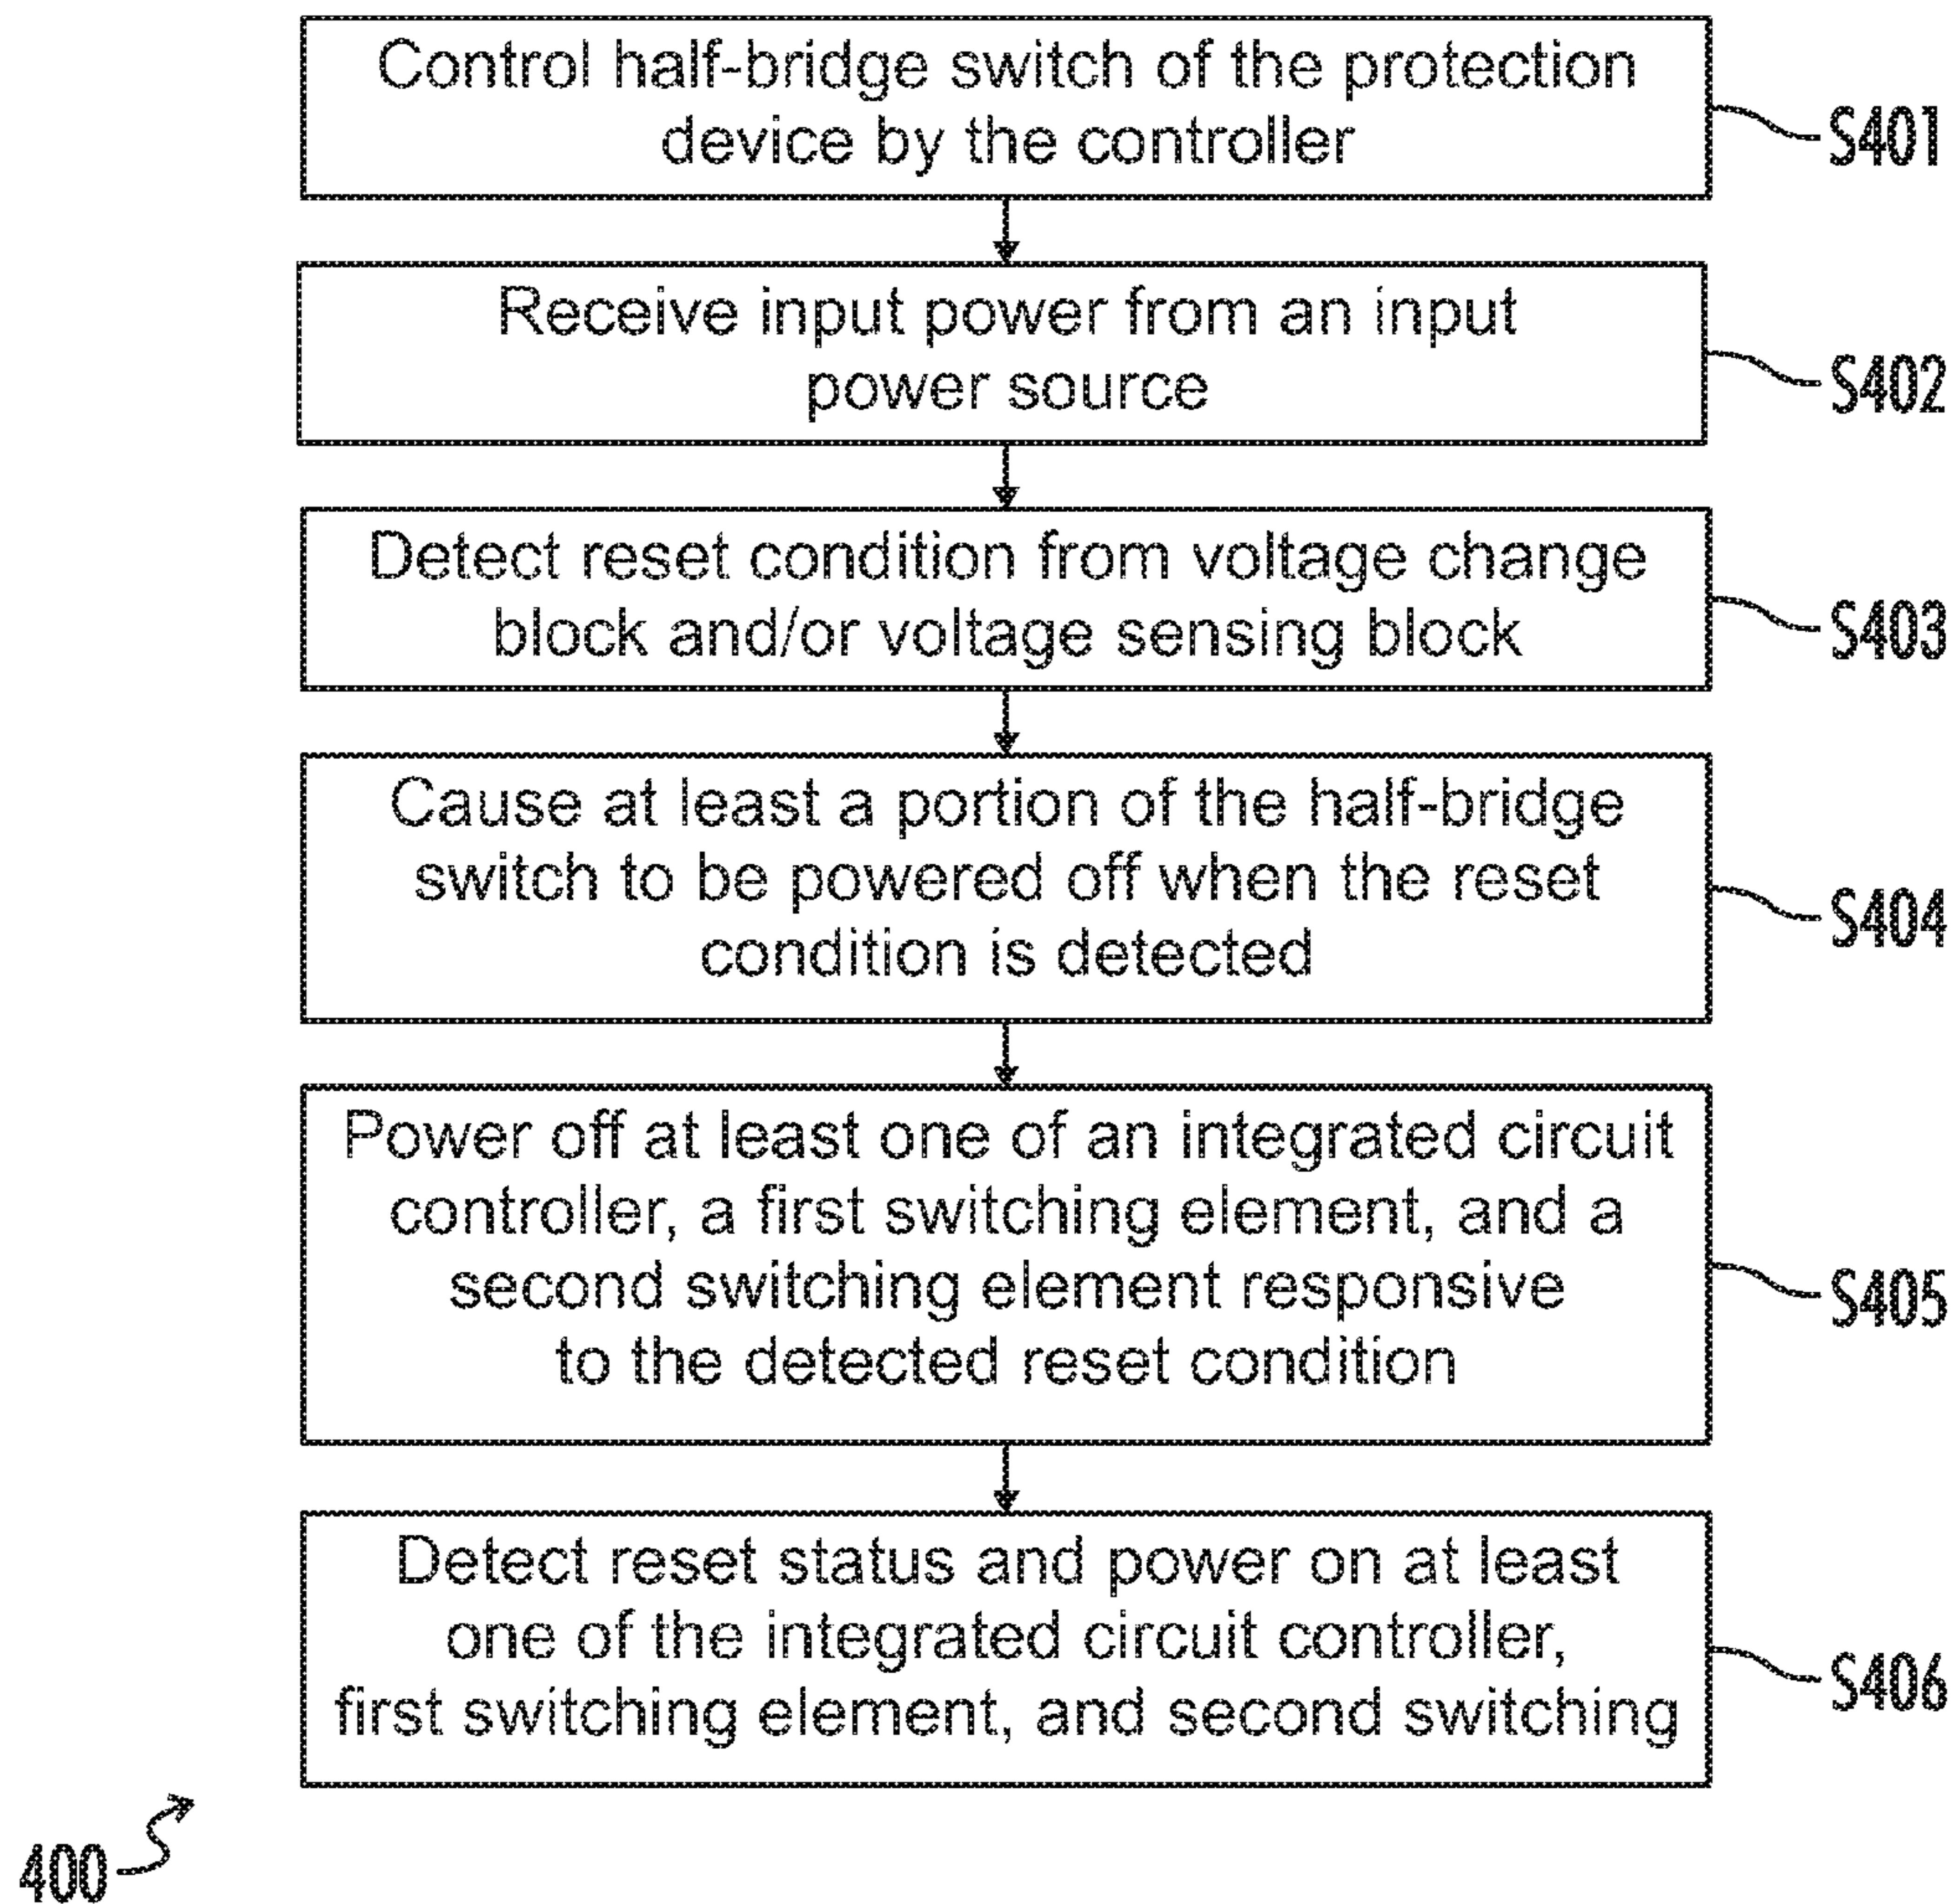 Control half-bridge switch of the protection
device by the controller
S401
Receive input power from an input
power source
S402
Detect reset condition from voltage change
block and/or voltage sensing block
S403
Cause at least a portion of the half-bridge
switch to be powered off when the reset
condition is detected
S404
Power off at least one of an integrated circuit
controller, a first switching element, and a
second switching element responsive
to the detected reset condition
S405
Detect reset status and power on at least
one of the integrated circuit controller,
first switching element, and second switching
S406
400